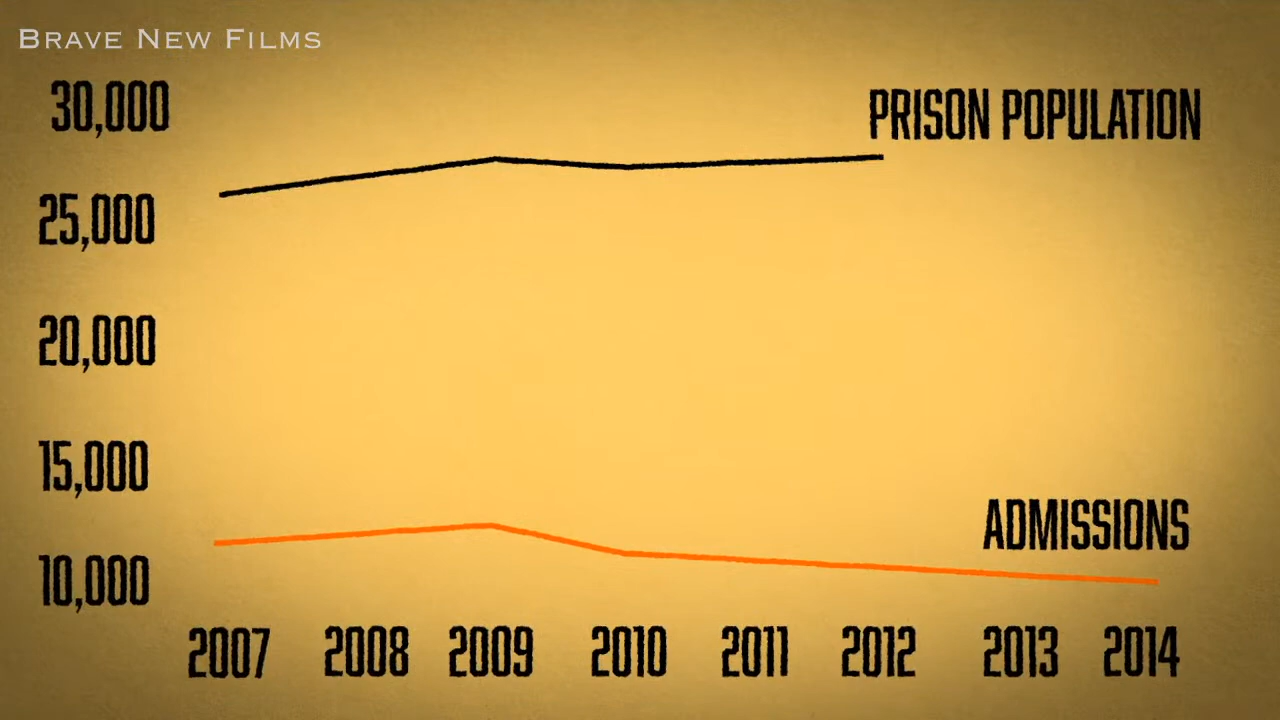 BRAVE NEW FILMS
30,000
PRISON POPULATION
25,000
20,000
15,000
ADMISSIONS
10,000
2007 2008 2009 2010 2011 2012 2013 2014